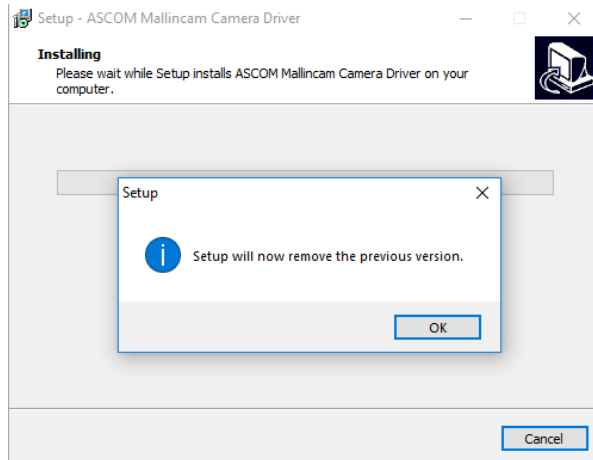 Setup - ASCOM Mallincam Camera Driver
Installing
Please wait while Setup installs ASCOM Mallincam Camera Driver on your
computer.
Setup
Setup will now remove the previous version.
OK
Cancel